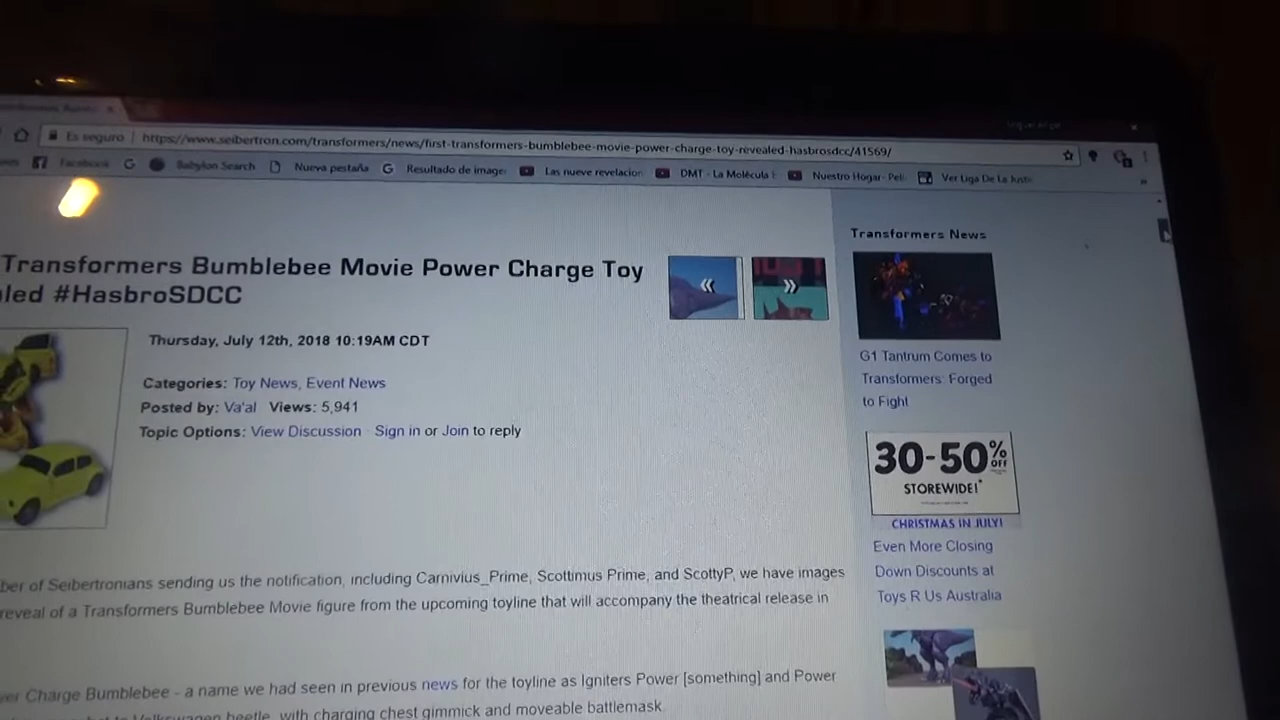 Es seguro
https://www.seibertron.com/transformers/news/first-transformers-bumblebee-movie-power-charge-toy-revealed-hasbrosdcc/41569/
Facebook
Babylon Search
Nueva pestaña
Resultado de image
Las nueve revelacion
DMT - La Molécula
Nuestro Hogar- Peli
Ver Liga De La Justi
Transformers Bumblebee Movie Power Charge Toy
aled #HasbroSDCC
Thursday, July 12th, 2018 10:19AM CDT
Categories: Toy News, Event News
Posted by: Va'al Views: 5,941
Topic Options: View Discussion · Sign in or Join to reply
ber of Seibertronians sending us the notification, including Carnivius_Prime, Scottimus Prime, and ScottyP, we have images
reveal of a Transformers Bumblebee Movie figure from the upcoming toyline that will accompany the theatrical release in
er Charge Bumblebee - a name we had seen in previous news for the toyline as Igniters Power [something] and Power
to Volkswagen beetle, with charging chest gimmick and moveable battlemask
Transformers News
G1 Tantrum Comes to
Transformers: Forged
to Fight
30-50% OFF
STOREWIDE!*
CHRISTMAS IN JULY!
Even More Closing
Down Discounts at
Toys R Us Australia